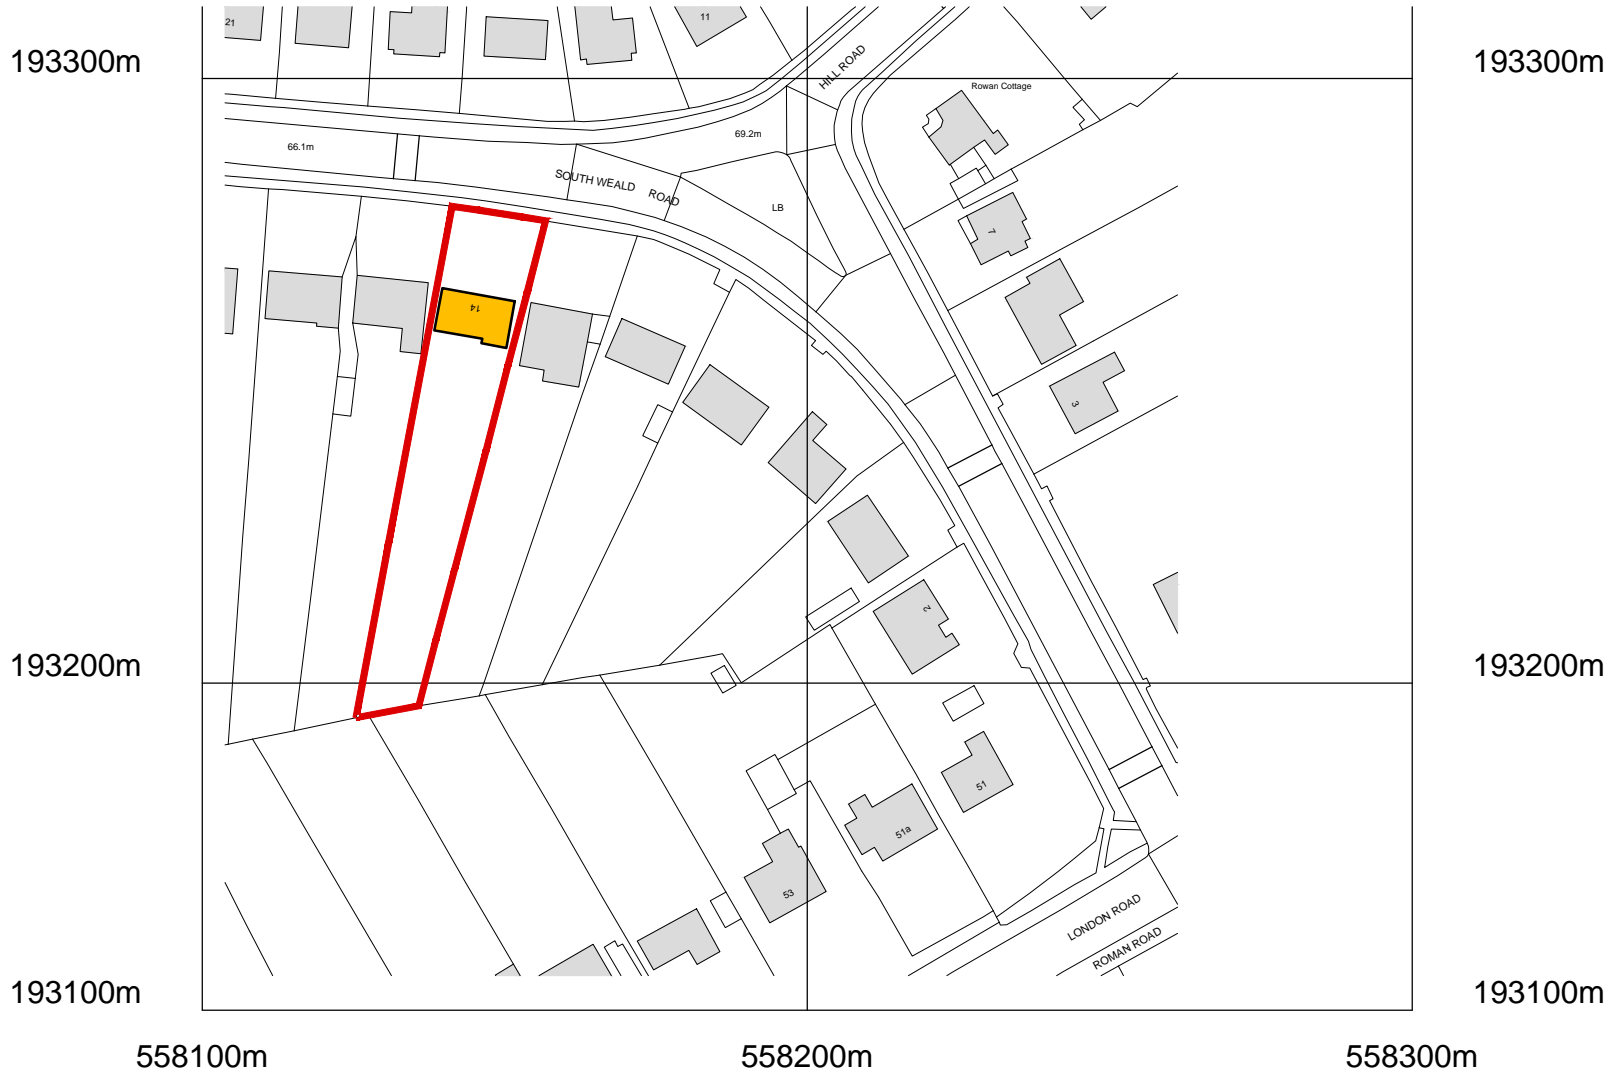 21
11
193300m
193300m
HILL ROAD
Rowan Cottage
69.2m
66.1m
SOUTH WEALD ROAD
LB
7
14
3
2
193200m
193200m
51
51a
53
LONDON ROAD
ROMAN ROAD
193100m
193100m
558100m
558200m
558300m